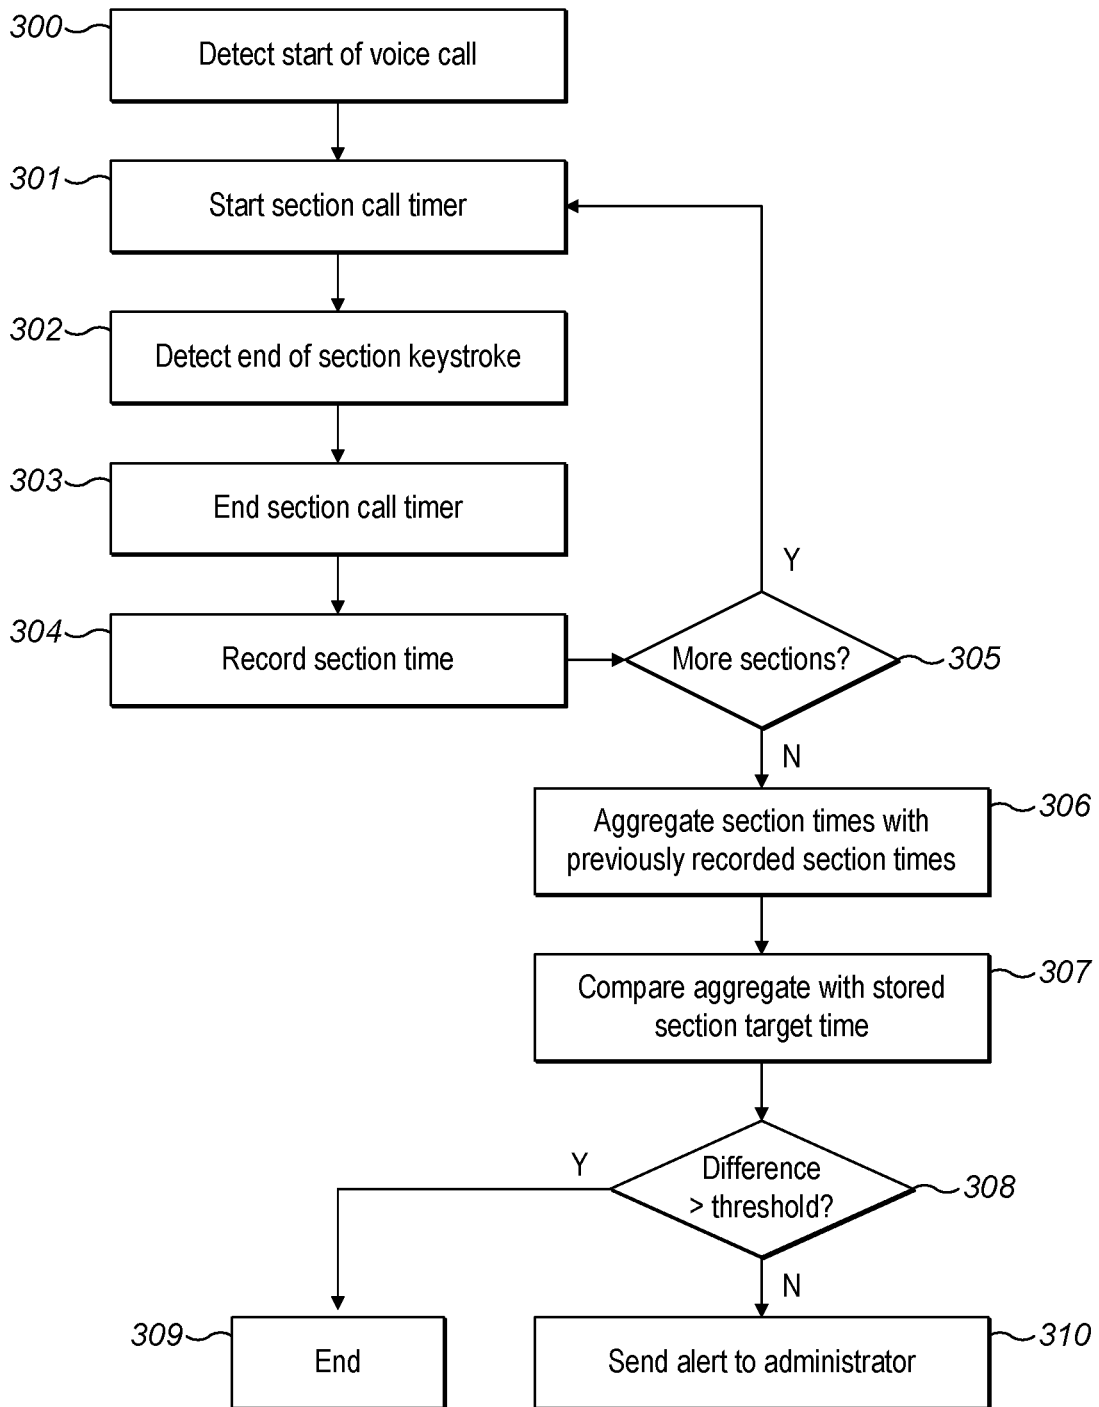 300
Detect start of voice call
301
Start section call timer
302
Detect end of section keystroke
303
End section call timer
Y
304
Record section time
More sections?
305
N
306
Aggregate section times with
previously recorded section times
307
Compare aggregate with stored
section target time
Y
Difference
> threshold?
308
N
309
End
Send alert to administrator
310